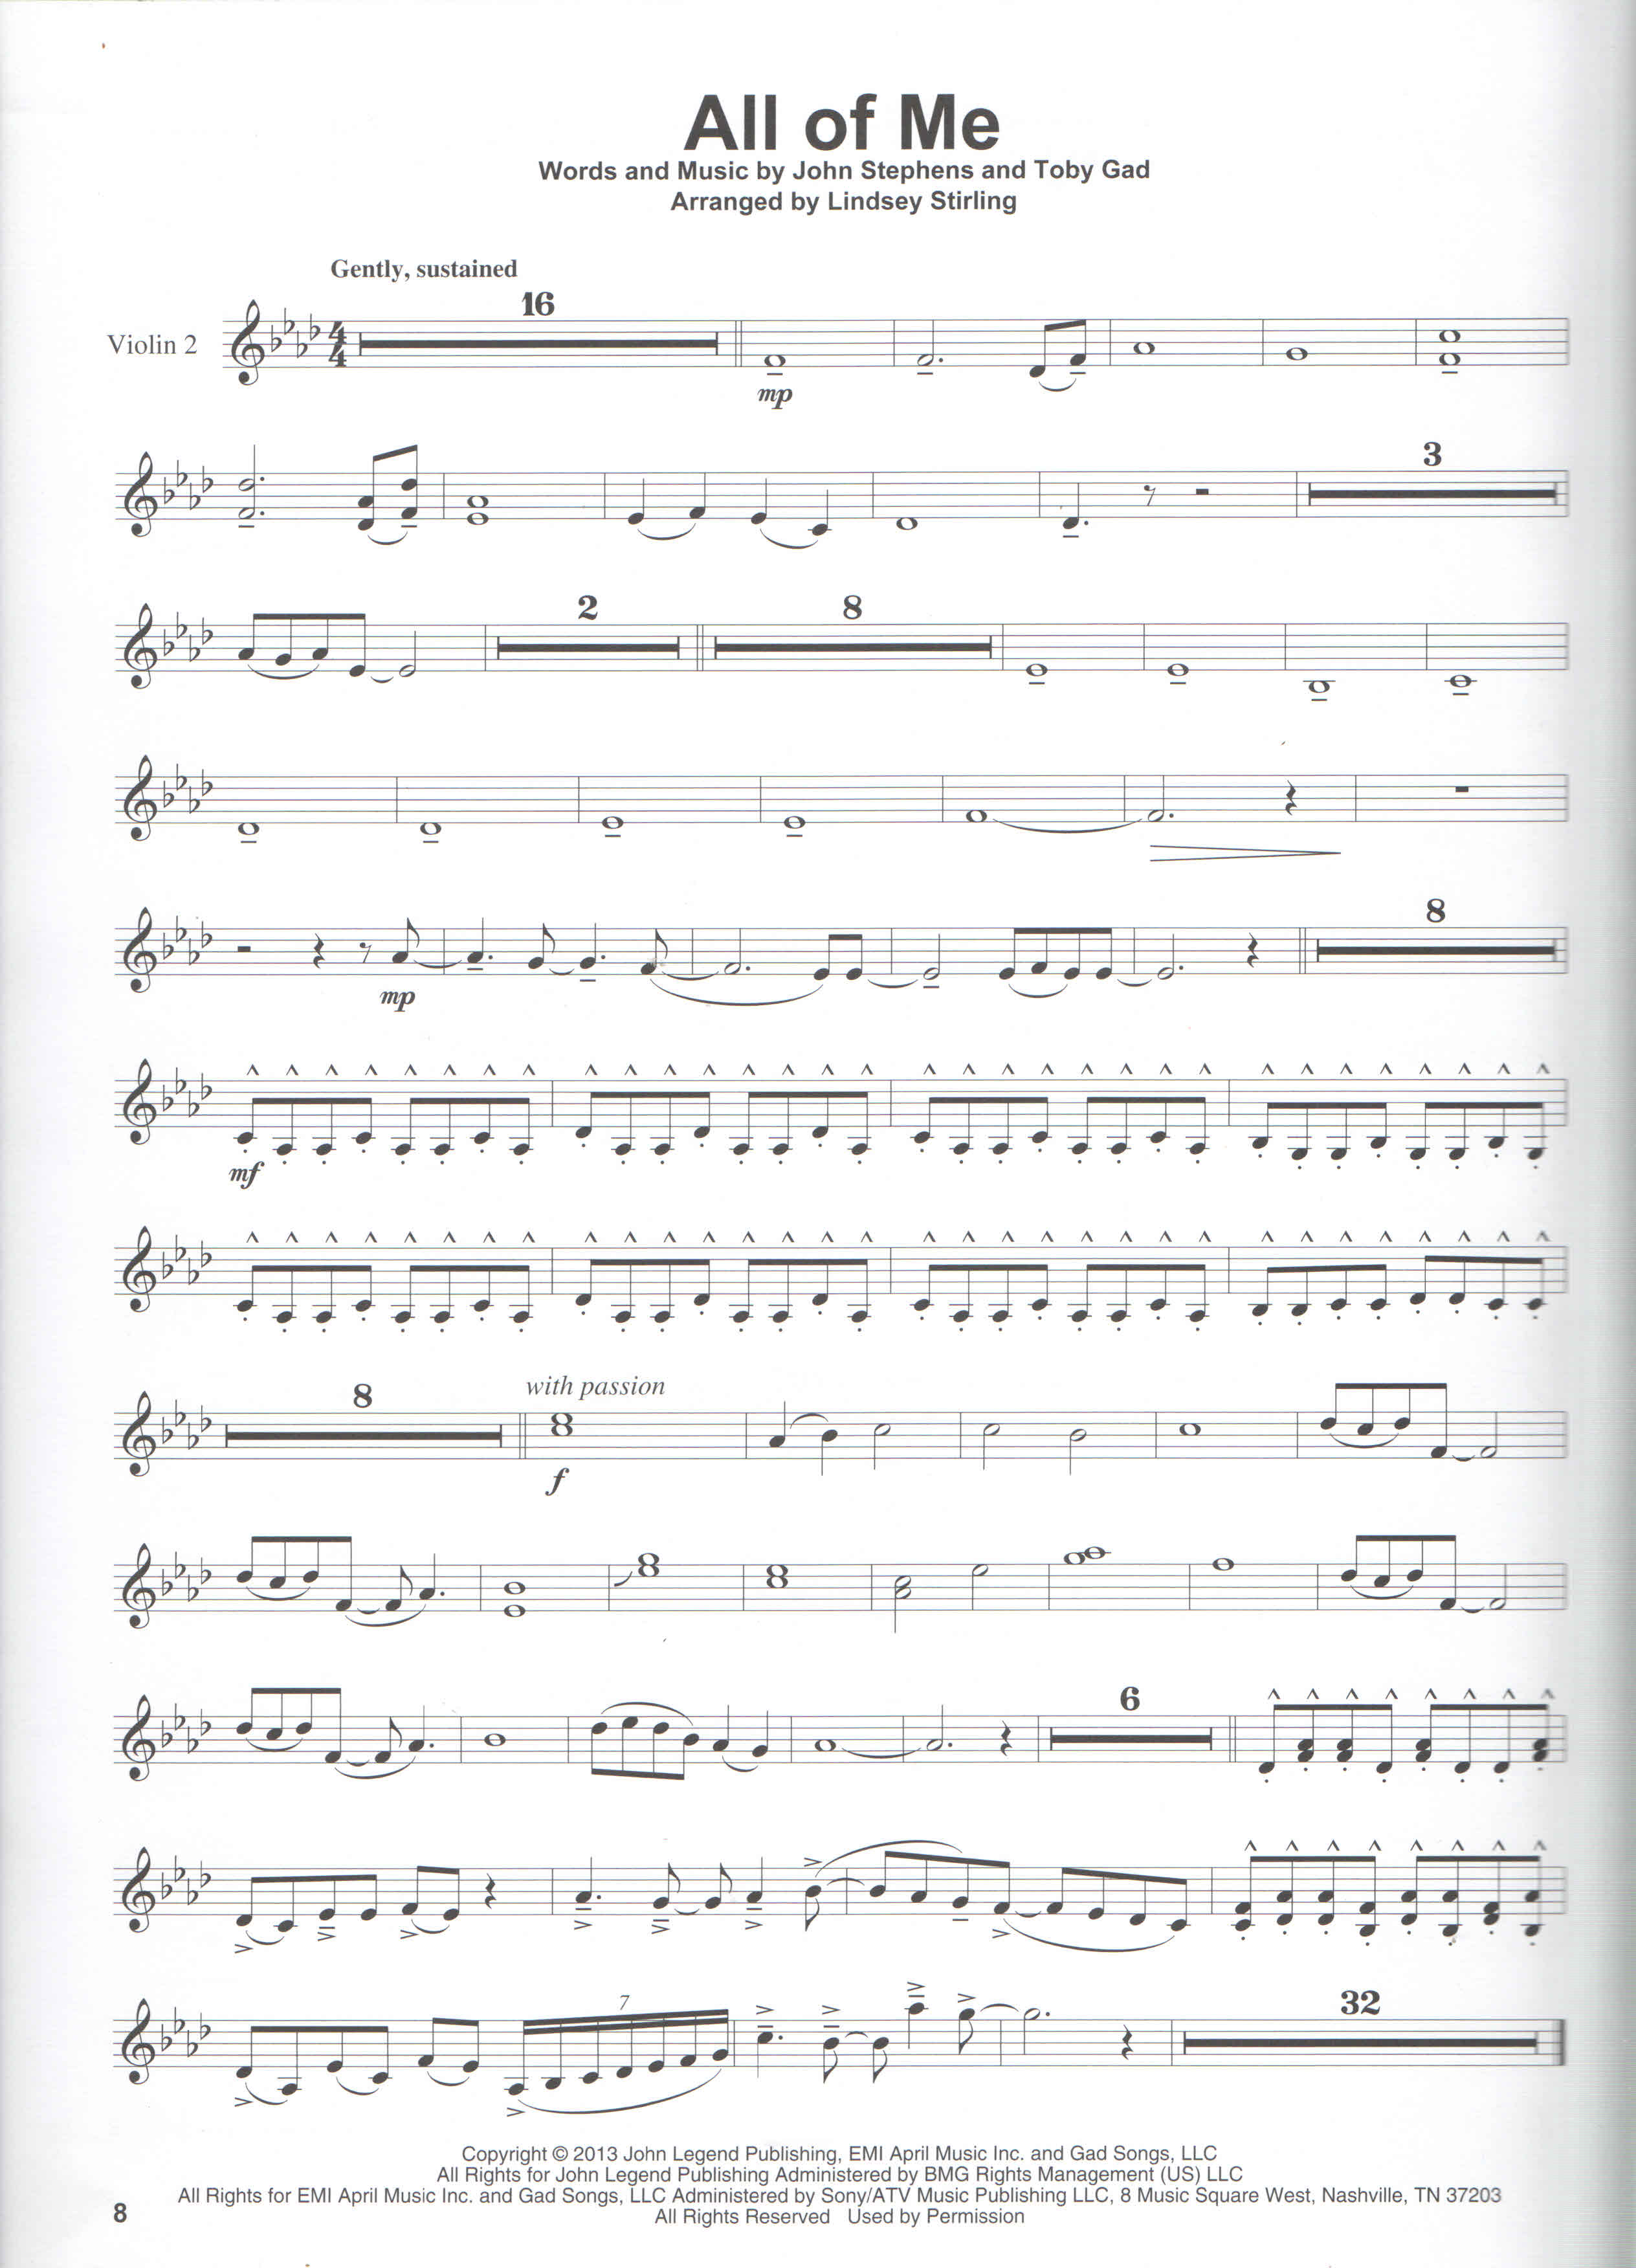 All of Me
Words and Music by John Stephens and Toby Gad
Arranged by Lindsey Stirling
Gently, sustained
16
Violin 2
4
4
mp
3
2
8
8
mp
mf
8
with passion
f
6
7
32
Copyright © 2013 John Legend Publishing, EMI April Music Inc. and Gad Songs, LLC
All Rights for John Legend Publishing Administered by BMG Rights Management (US) LLC
All Rights for EMI April Music Inc. and Gad Songs, LLC Administered by Sony/ATV Music Publishing LLC, 8 Music Square West, Nashville, TN 37203
All Rights Reserved Used by Permission
8